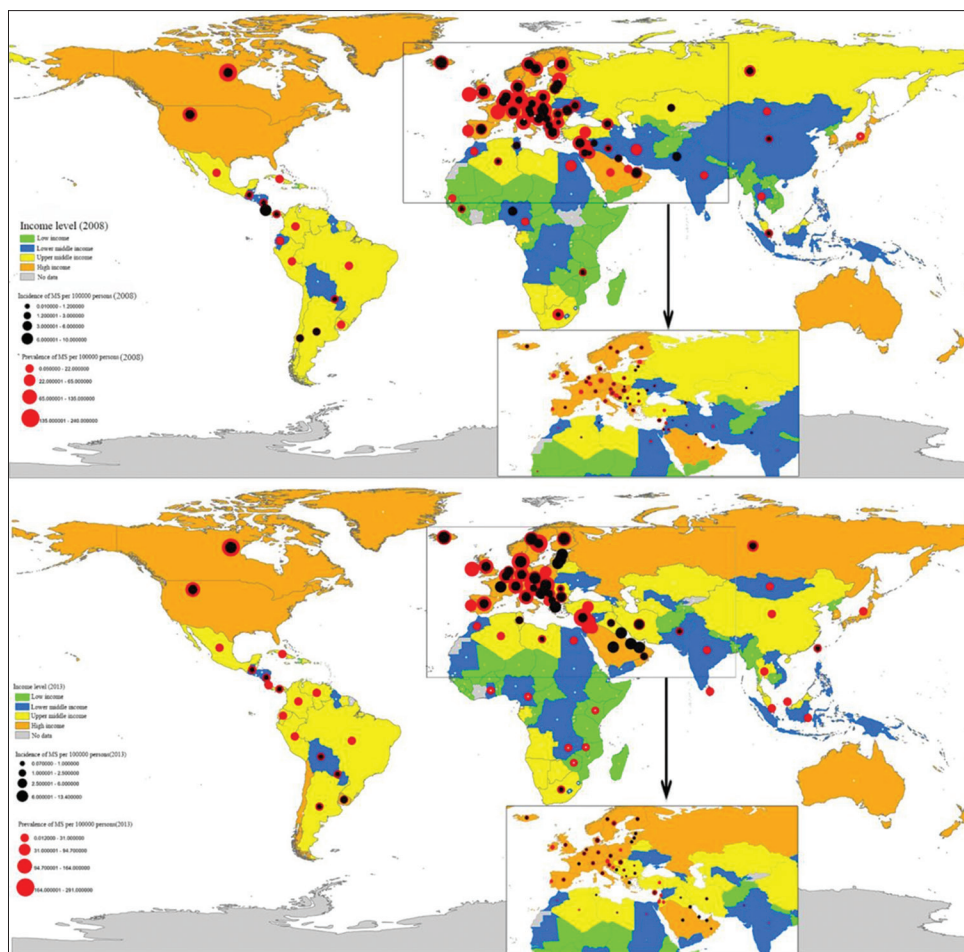 Income level (2008)
Low income
Lower middle income
Upper middle income
High income
No data
Incidence of MS per 100000 persons (2008)
0.010000 - 1.200000
1.200001 - 3.000000
3.000001 - 6.000000
6.000001 - 10.000000
Prevalence of MS per 100000 persons (2008)
0.050000 - 22.000000
22.000001 - 65.000000
65.000001 - 135.000000
135.000001 - 240.000000
Income level (2013)
Low income
Lower middle income
Upper middle income
High income
No data
Incidence of MS per 100000 persons(2013)
0.070000 - 1.000000
1.000001 - 2.500000
2.500001 - 6.000000
6.000001 - 13.400000
Prevalence of MS per 100000 persons(2013)
0.012000 - 31.000000
31.000001 - 94.700000
94.700001 - 164.000000
164.000001 - 291.000000